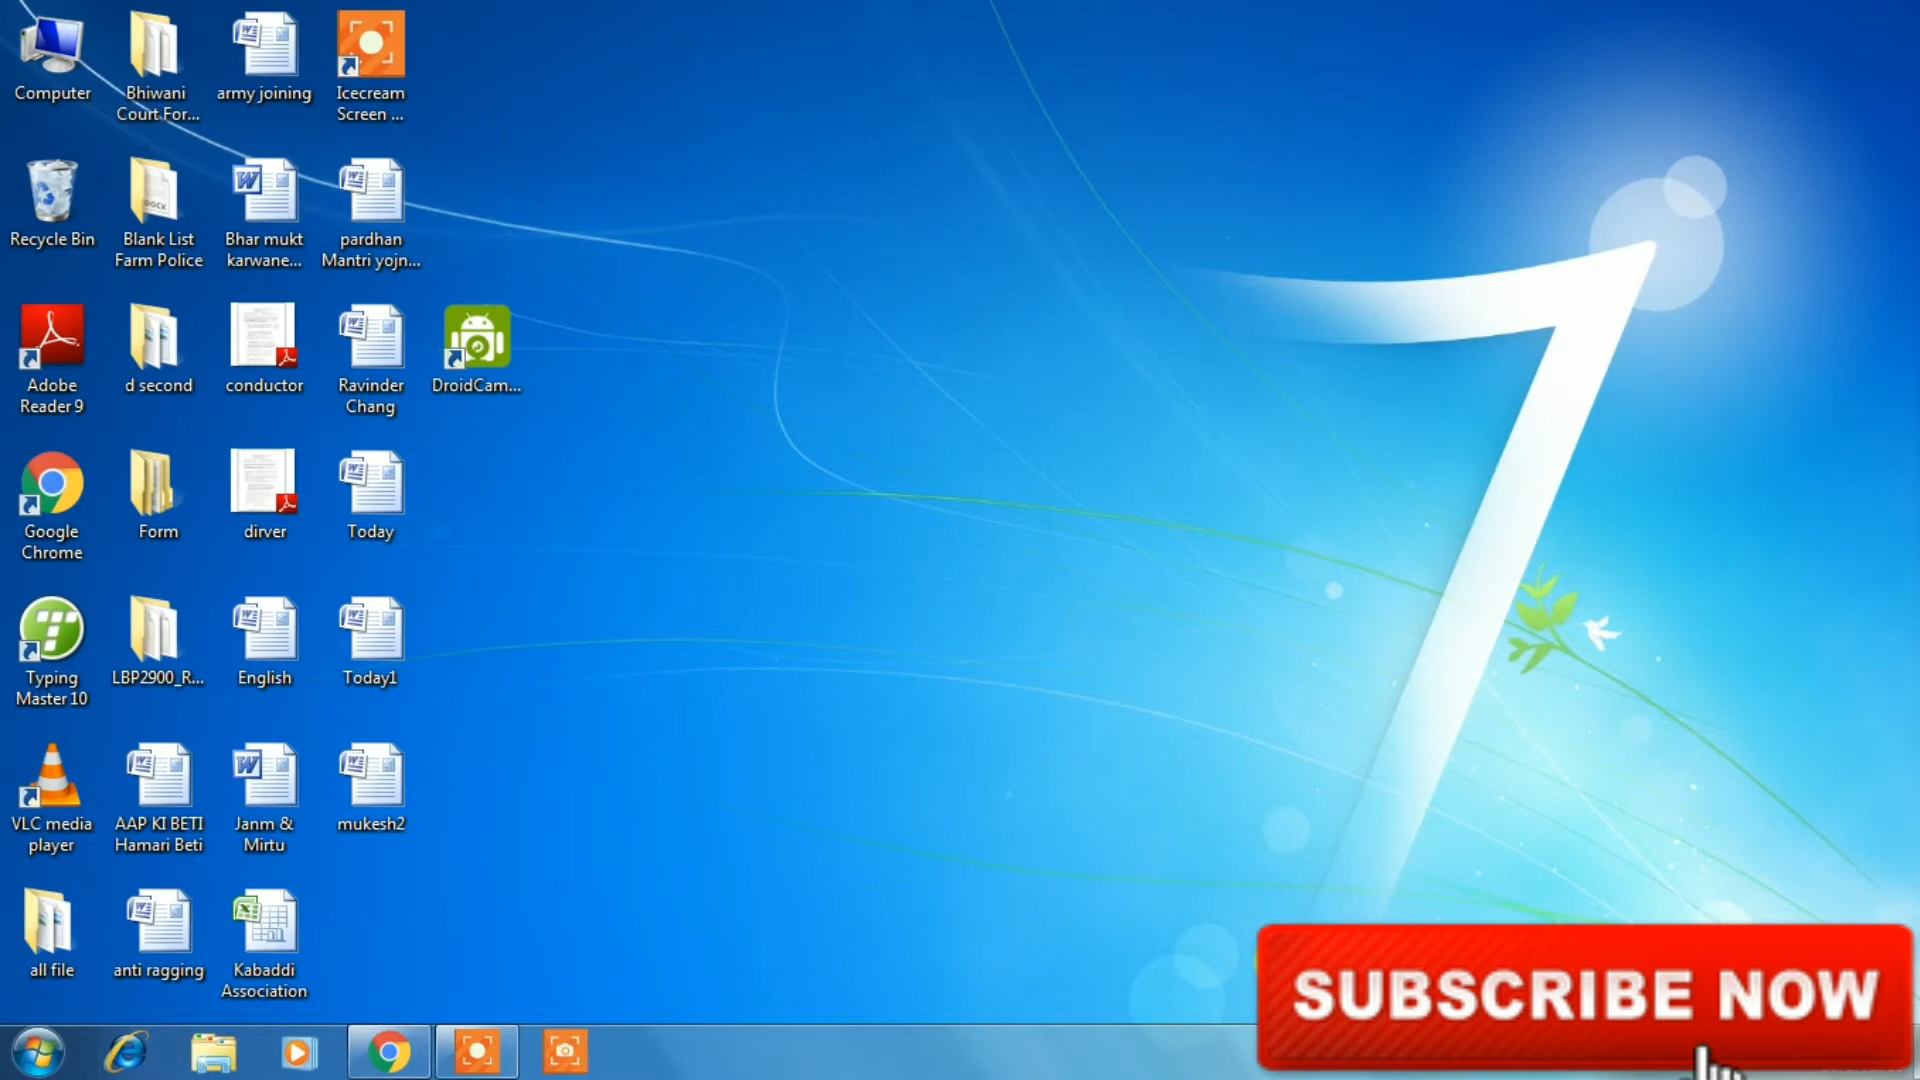 Computer
Bhiwani
Court For...
army joining
Icecream
Screen ...
Recycle Bin
Blank List
Farm Police
Bhar mukt
karwane...
pardhan
Mantri yojn...
Adobe
Reader 9
d second
conductor
Ravinder
Chang
DroidCam...
Google
Chrome
Form
dirver
Today
Typing
Master 10
LBP2900_R...
English
Today1
VLC media
player
AAP KI BETI
Hamari Beti
Janm &
Mirtu
mukesh2
all file
anti ragging
Kabaddi
Association
DOCX
7
SUBSCRIBE NOW